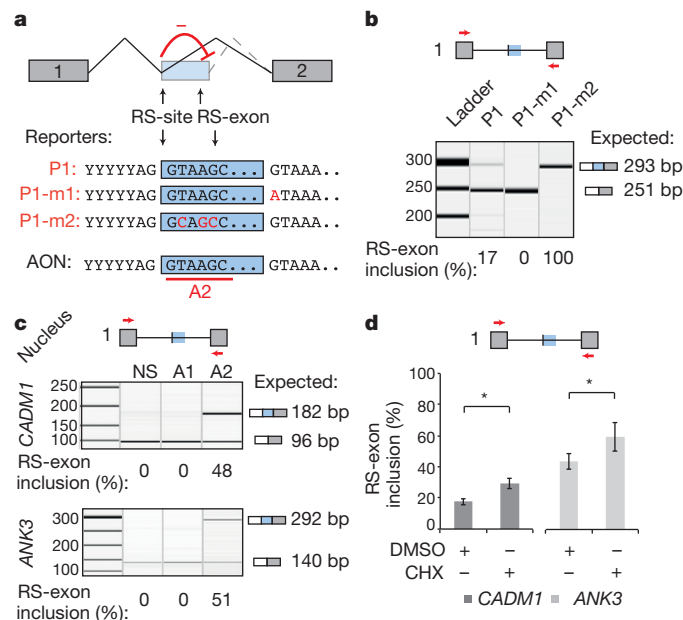 a
–
1
2
RS-site RS-exon
Reporters:
P1: YYYYYAG GTAAGC... GTAAA..
P1-m1: YYYYYAG GTAAGC... ATAAA..
P1-m2: YYYYYAG GCAGCC... GTAAA..
AON: YYYYYAG GTAAGC... GTAAA..
A2
b
1
Ladder P1 P1-m1 P1-m2
Expected:
300
250
200
293 bp
251 bp
RS-exon
inclusion (%):
17 0 100
c
Nucleus
1
NS A1 A2
Expected:
CADM1
250
200
150
100
182 bp
96 bp
RS-exon
inclusion (%):
0 0 48
ANK3
300
200
150
100
292 bp
140 bp
RS-exon
inclusion (%):
0 0 51
d
1
RS-exon
inclusion (%)
100
80
60
40
20
0
* *
DMSO + – + –
CHX – + – +
CADM1 ANK3